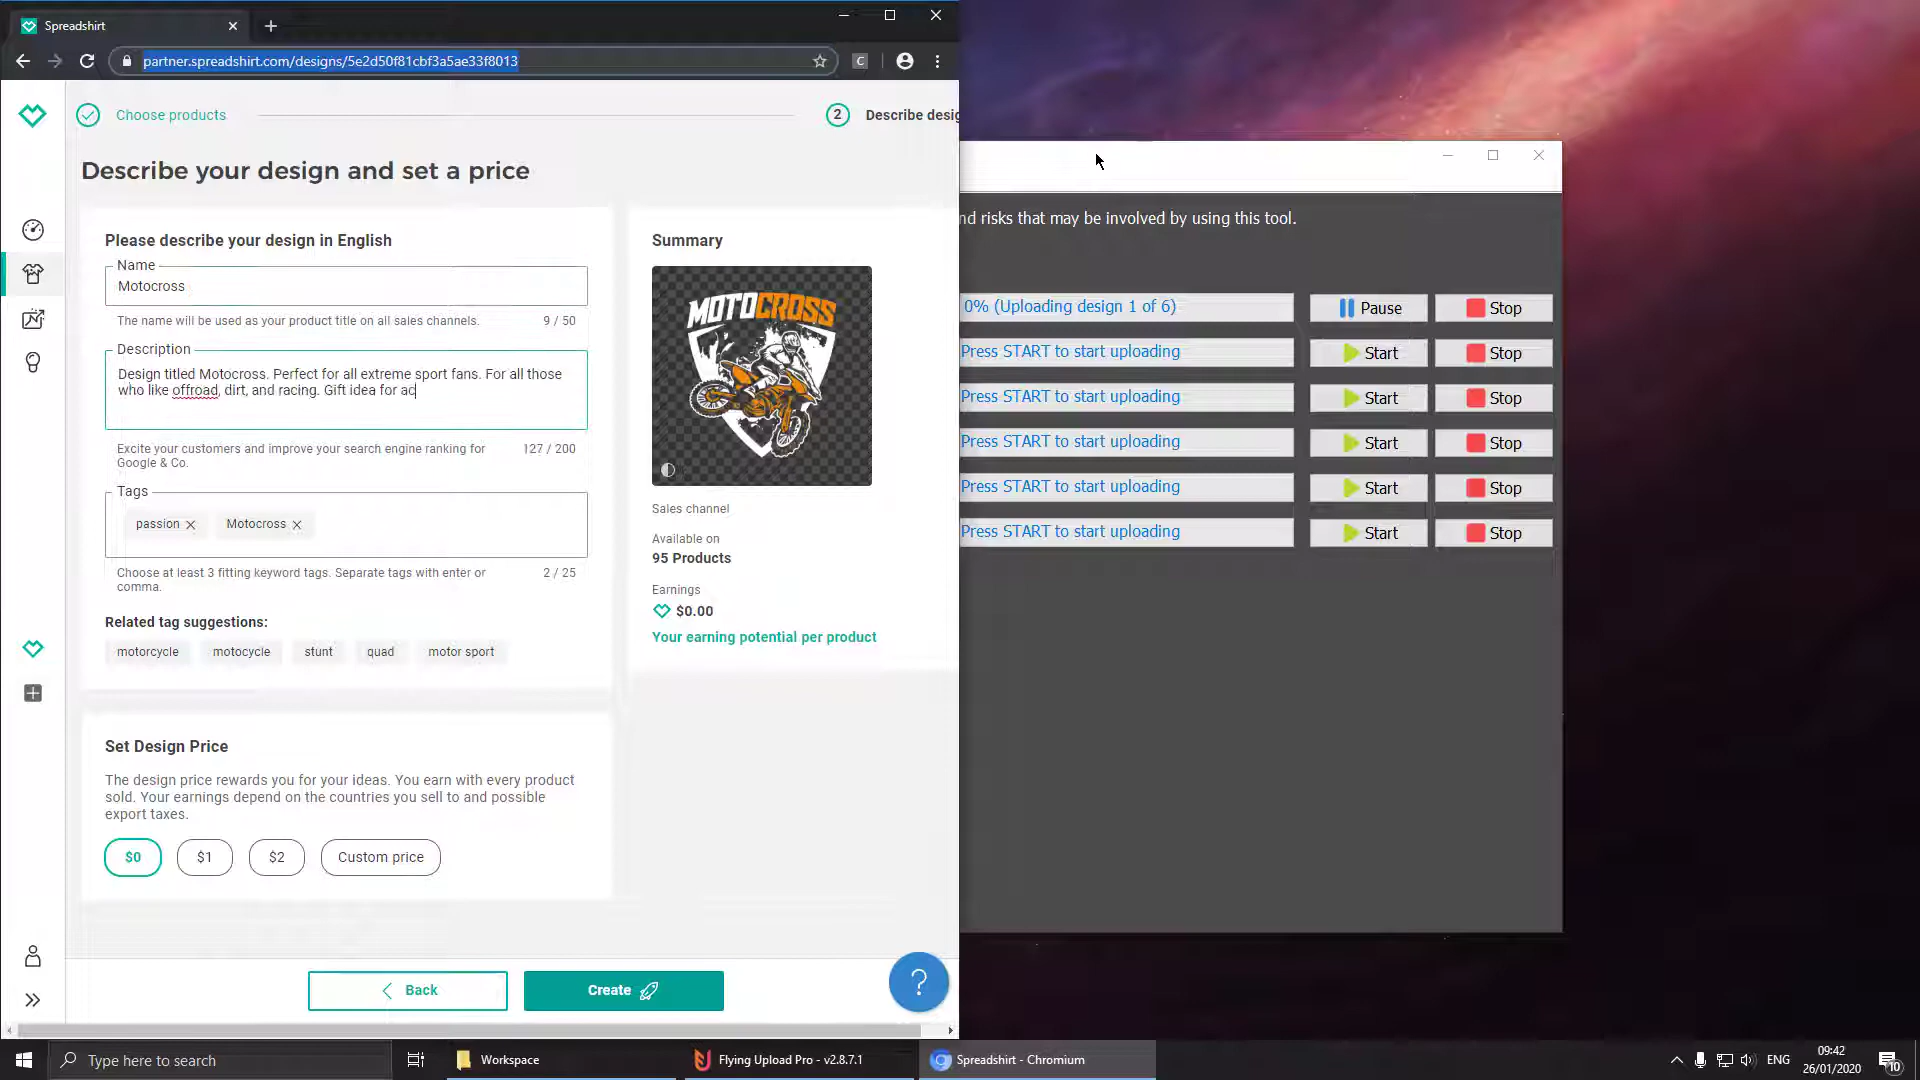 Spreadshirt
partner.spreadshirt.com/designs/5e2d50f81cbf3a5ae33f8013
C
Choose products
2
Describe desig
Describe your design and set a price
Please describe your design in English
Name
Motocross
The name will be used as your product title on all sales channels.
9 / 50
Description
Design titled Motocross. Perfect for all extreme sport fans. For all those
who like offroad, dirt, and racing. Gift idea for ac
Excite your customers and improve your search engine ranking for
Google & Co.
127 / 200
Tags
passion
Motocross
Choose at least 3 fitting keyword tags. Separate tags with enter or
comma.
2 / 25
Related tag suggestions:
motorcycle
motocycle
stunt
quad
motor sport
Set Design Price
The design price rewards you for your ideas. You earn with every product
sold. Your earnings depend on the countries you sell to and possible
export taxes.
$0
$1
$2
Custom price
Back
Create
?
Summary
MOTOCROSS
Sales channel
Available on
95 Products
Earnings
$0.00
Your earning potential per product
nd risks that may be involved by using this tool.
0% (Uploading design 1 of 6)
Pause
Stop
Press START to start uploading
Start
Stop
Press START to start uploading
Start
Stop
Press START to start uploading
Start
Stop
Press START to start uploading
Start
Stop
Press START to start uploading
Start
Stop
Type here to search
Workspace
Flying Upload Pro - v2.8.7.1
Spreadshirt - Chromium
ENG
09:42
26/01/2020
10